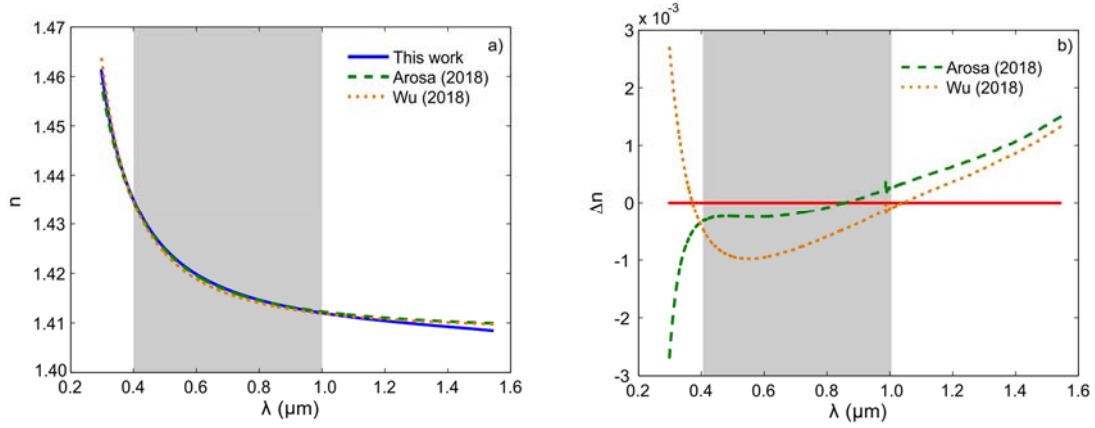 1.47
1.46
1.45
1.44
1.43
1.42
1.41
1.40
n
a)
This work
Arosa (2018)
Wu (2018)
0.2
0.4
0.6
0.8
1.0
1.2
1.4
1.6
λ (μm)
× 10⁻³
3
2
1
0
-1
-2
-3
Δn
b)
Arosa (2018)
Wu (2018)
0.2
0.4
0.6
0.8
1.0
1.2
1.4
1.6
λ (μm)